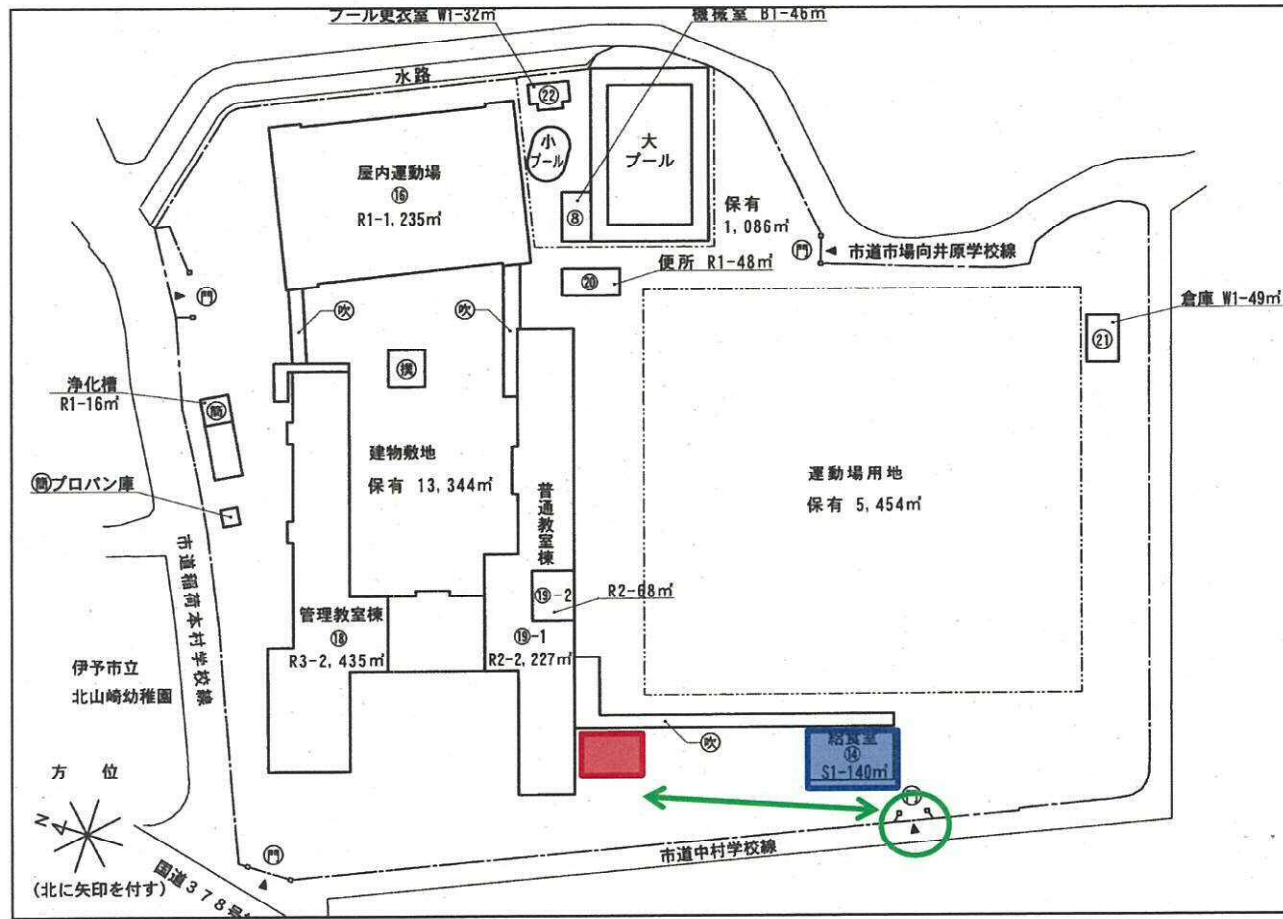 プール更衣室 W1-32㎡
機械室 B1-46㎡
水路
㉒
小
プール
大
プール
屋内運動場
⑯
R1-1,235㎡
⑧
保有
1,086㎡
門
市道市場向井原学校線
⑳
便所 R1-48㎡
門
倉庫 W1-49㎡
㉑
吹
吹
浄化槽
R1-16㎡
簡
建物敷地
保有 13,344㎡
運動場用地
保有 5,454㎡
簡プロパン庫
普通教室棟
市道稲荷本村学校線
⑲-2
R2-68㎡
管理教室棟
⑱
R3-2,435㎡
⑲-1
R2-2,227㎡
伊予市立
北山崎幼稚園
吹
給食室
⑭
S1-140㎡
方 位
N
門
門
市道中村学校線
(北に矢印を付す)
国道378号